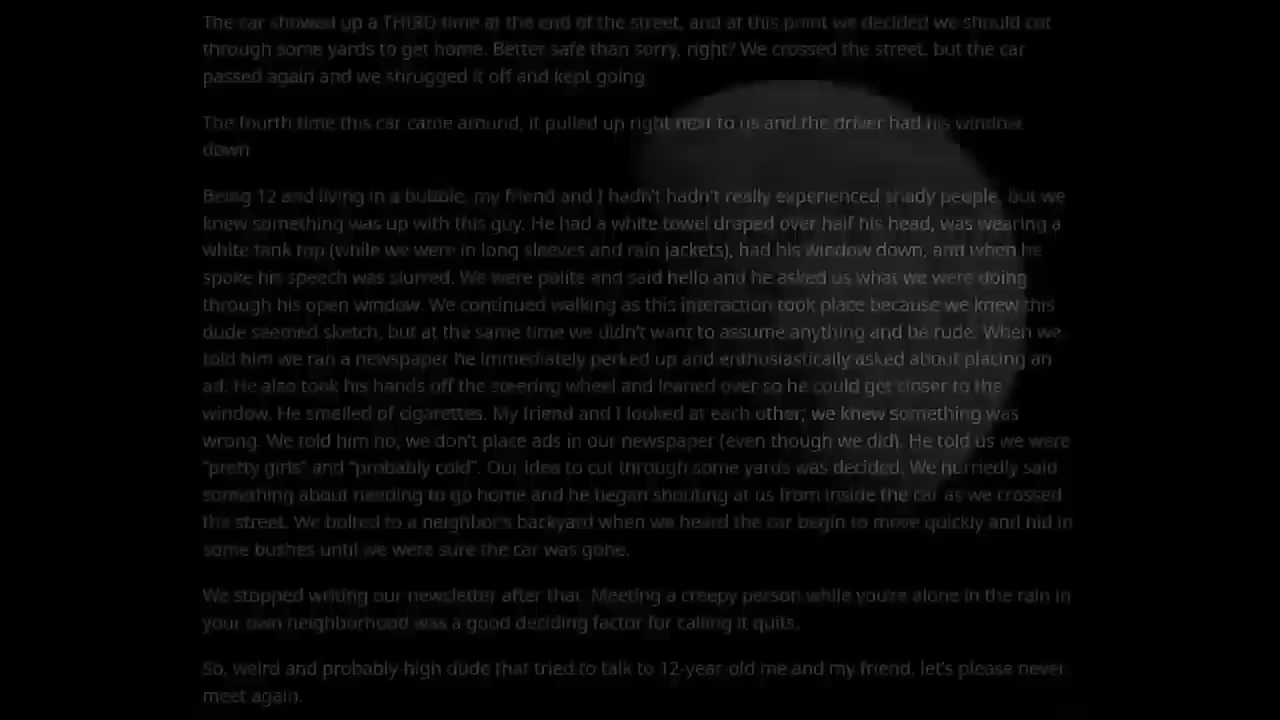 The car showed up a THIRD time at the end of the street, and at this point we decided we should cut
through some yards to get home. Better safe than sorry, right? We crossed the street, but the car
passed again and we shrugged it off and kept going.
The fourth time this car came around, it pulled up right next to us and the driver had his window
down.
Being 12 and living in a bubble, my friend and I hadn't hadn't really experienced shady people, but we
knew something was up with this guy. He had a white towel draped over half his head, was wearing a
white tank top (while we were in long sleeves and rain jackets), had his window down, and when he
spoke his speech was slurred. We were polite and said hello and he asked us what we were doing
through his open window. We continued walking as this interaction took place because we knew this
dude seemed sketch, but at the same time we didn't want to assume anything and be rude. When we
told him we ran a newspaper he immediately perked up and enthusiastically asked about placing an
ad. He also took his hands off the steering wheel and leaned over so he could get closer to the
window. He smelled of cigarettes. My friend and I looked at each other; we knew something was
wrong. We told him no, we don't place ads in our newspaper (even though we did). He told us we were
"pretty girls" and "probably cold". Our idea to cut through some yards was decided. We hurriedly said
something about needing to go home and he began shouting at us from inside the car as we crossed
the street. We bolted to a neighbor's backyard when we heard the car begin to move quickly and hid in
some bushes until we were sure the car was gone.
We stopped writing our newsletter after that. Meeting a creepy person while you're alone in the rain in
your own neighborhood was a good deciding factor for calling it quits.
So, weird and probably-high dude that tried to talk to 12-year-old me and my friend, let's please never
meet again.